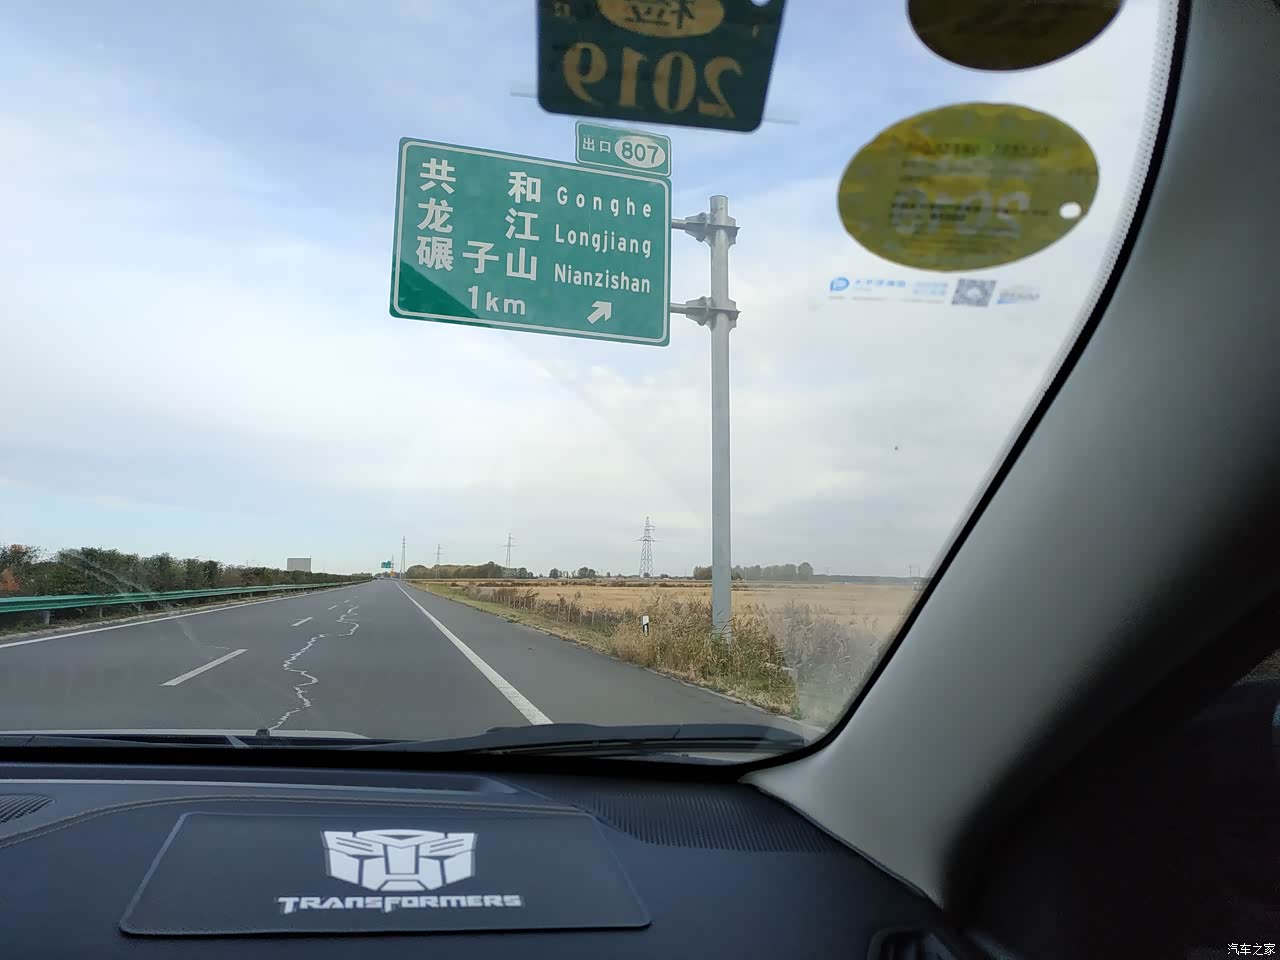 检
2019
出口 807
共和 Gonghe
龙江 Longjiang
碾子山 Nianzishan
1km
TRANSFORMERS
汽车之家